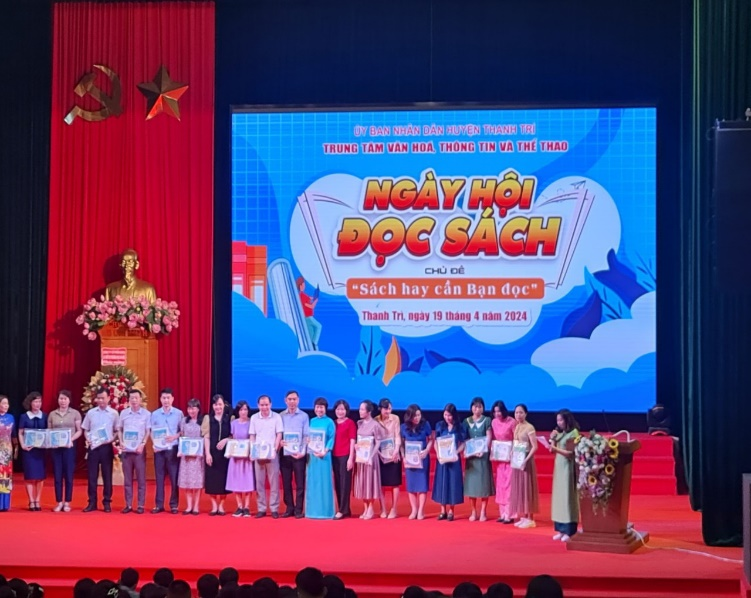 ỦY BAN NHÂN DÂN HUYỆN THANH TRÌ
TRUNG TÂM VĂN HOÁ, THÔNG TIN VÀ THỂ THAO
NGÀY HỘI
ĐỌC SÁCH
CHỦ ĐỀ
"Sách hay cần Bạn đọc"
Thanh Trì, ngày 19 tháng 4 năm 2024